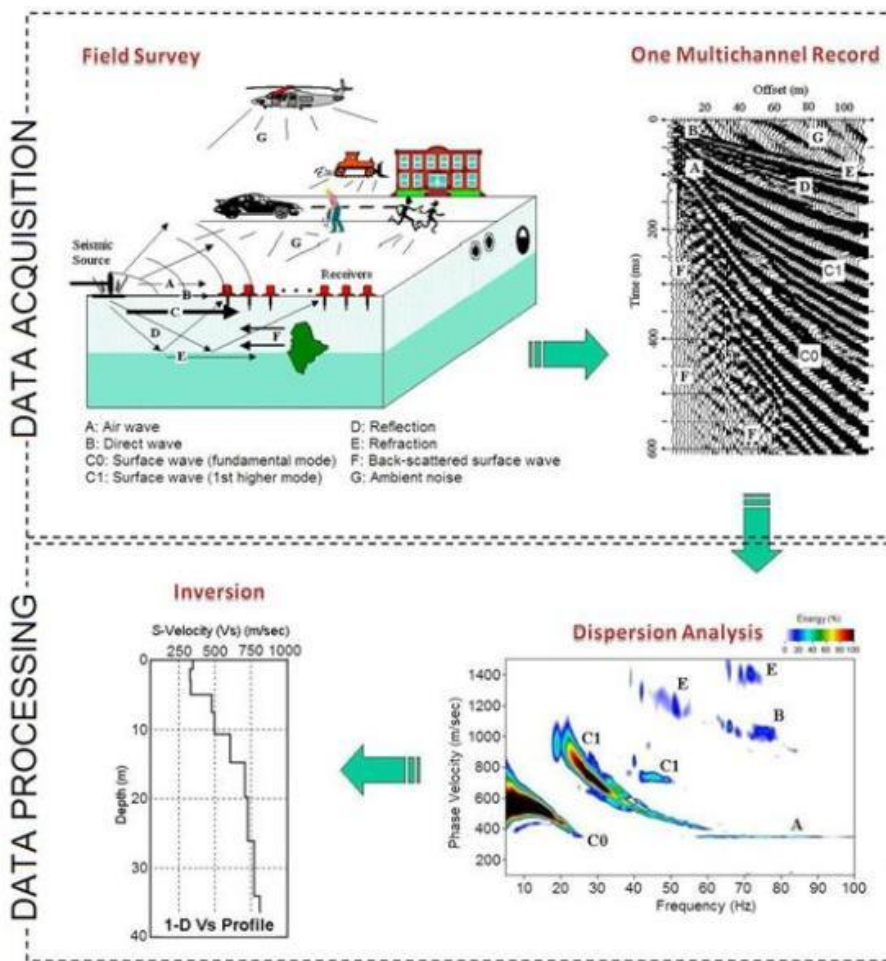 DATA ACQUISITION
Field Survey
G
G
Seismic
Source
Receivers
A
B
C
D
E
F
A: Air wave
B: Direct wave
C0: Surface wave (fundamental mode)
C1: Surface wave (1st higher mode)
D: Reflection
E: Refraction
F: Back-scattered surface wave
G: Ambient noise
One Multichannel Record
Offset (m)
20 40 60 80 100
Time (ms)
0
200
400
600
B
G
A
E
D
F
C1
C0
F
F
DATA PROCESSING
Inversion
S-Velocity (Vs) (m/sec)
250 500 750 1000
Depth (m)
0
10
20
30
40
1-D Vs Profile
Dispersion Analysis
Energy (%)
0 20 40 60 80 100
Phase Velocity (m/sec)
1400
1200
1000
800
600
400
200
E
E
B
C1
C1
C0
A
10 20 30 40 50 60 70 80 90 100
Frequency (Hz)